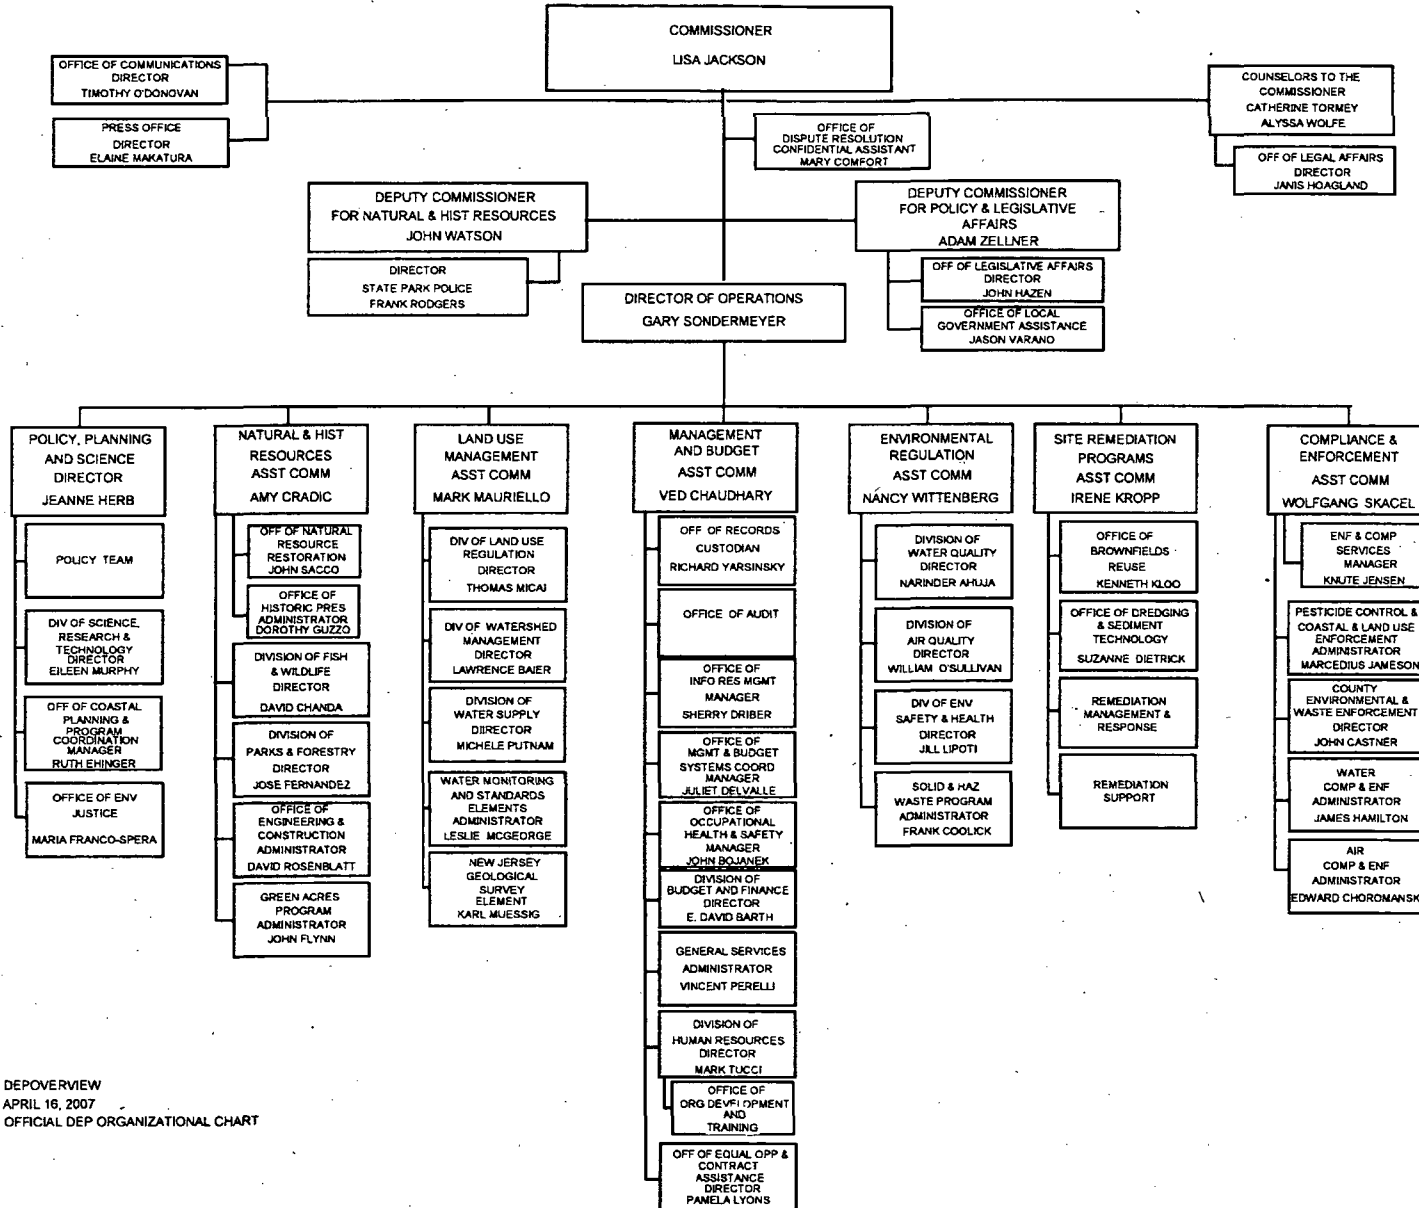 COMMISSIONER
LISA JACKSON
OFFICE OF COMMUNICATIONS
DIRECTOR
TIMOTHY O'DONOVAN
PRESS OFFICE
DIRECTOR
ELAINE MAKATURA
COUNSELORS TO THE
COMMISSIONER
CATHERINE TORMEY
ALYSSA WOLFE
OFF OF LEGAL AFFAIRS
DIRECTOR
JANIS HOAGLAND
OFFICE OF
DISPUTE RESOLUTION
CONFIDENTIAL ASSISTANT
MARY COMFORT
DEPUTY COMMISSIONER
FOR NATURAL & HIST RESOURCES
JOHN WATSON
DIRECTOR
STATE PARK POLICE
FRANK RODGERS
DEPUTY COMMISSIONER
FOR POLICY & LEGISLATIVE
AFFAIRS
ADAM ZELLNER
OFF OF LEGISLATIVE AFFAIRS
DIRECTOR
JOHN HAZEN
OFFICE OF LOCAL
GOVERNMENT ASSISTANCE
JASON VARANO
DIRECTOR OF OPERATIONS
GARY SONDERMEYER
POLICY, PLANNING
AND SCIENCE
DIRECTOR
JEANNE HERB
POLICY TEAM
DIV OF SCIENCE,
RESEARCH &
TECHNOLOGY
DIRECTOR
EILEEN MURPHY
OFF OF COASTAL
PLANNING &
PROGRAM
COORDINATION
MANAGER
RUTH EHINGER
OFFICE OF ENV
JUSTICE
MARIA FRANCO-SPERA
NATURAL & HIST
RESOURCES
ASST COMM
AMY CRADIC
OFF OF NATURAL
RESOURCE
RESTORATION
JOHN SACCO
OFFICE OF
HISTORIC PRES
ADMINISTRATOR
DOROTHY GUZZO
DIVISION OF FISH
& WILDLIFE
DIRECTOR
DAVID CHANDA
DIVISION OF
PARKS & FORESTRY
DIRECTOR
JOSE FERNANDEZ
OFFICE OF
ENGINEERING &
CONSTRUCTION
ADMINISTRATOR
DAVID ROSENBLATT
GREEN ACRES
PROGRAM
ADMINISTRATOR
JOHN FLYNN
LAND USE
MANAGEMENT
ASST COMM
MARK MAURIELLO
DIV OF LAND USE
REGULATION
DIRECTOR
THOMAS MICAI
DIV OF WATERSHED
MANAGEMENT
DIRECTOR
LAWRENCE BAIER
DIVISION OF
WATER SUPPLY
DIIRECTOR
MICHELE PUTNAM
WATER MONITORING
AND STANDARDS
ELEMENTS
ADMINISTRATOR
LESLIE MCGEORGE
NEW JERSEY
GEOLOGICAL
SURVEY
ELEMENT
KARL MUESSIG
MANAGEMENT
AND BUDGET
ASST COMM
VED CHAUDHARY
OFF OF RECORDS
CUSTODIAN
RICHARD YARSINSKY
OFFICE OF AUDIT
OFFICE OF
INFO RES MGMT
MANAGER
SHERRY DRIBER
OFFICE OF
MGMT & BUDGET
SYSTEMS COORD
MANAGER
JULIET DELVALLE
OFFICE OF
OCCUPATIONAL
HEALTH & SAFETY
MANAGER
JOHN BOJANEK
DIVISION OF
BUDGET AND FINANCE
DIRECTOR
E. DAVID BARTH
GENERAL SERVICES
ADMINISTRATOR
VINCENT PERELLI
DIVISION OF
HUMAN RESOURCES
DIRECTOR
MARK TUCCI
OFFICE OF
ORG DEVELOPMENT
AND
TRAINING
OFF OF EQUAL OPP &
CONTRACT
ASSISTANCE
DIRECTOR
PAMELA LYONS
ENVIRONMENTAL
REGULATION
ASST COMM
NANCY WITTENBERG
DIVISION OF
WATER QUALITY
DIRECTOR
NARINDER AHUJA
DIVISION OF
AIR QUALITY
DIRECTOR
WILLIAM O'SULLIVAN
DIV OF ENV
SAFETY & HEALTH
DIRECTOR
JILL LIPOTI
SOLID & HAZ
WASTE PROGRAM
ADMINISTRATOR
FRANK COOLICK
SITE REMEDIATION
PROGRAMS
ASST COMM
IRENE KROPP
OFFICE OF
BROWNFIELDS
REUSE
KENNETH KLOO
OFFICE OF DREDGING
& SEDIMENT
TECHNOLOGY
SUZANNE DIETRICK
REMEDIATION
MANAGEMENT &
RESPONSE
REMEDIATION
SUPPORT
COMPLIANCE &
ENFORCEMENT
ASST COMM
WOLFGANG SKACEL
ENF & COMP
SERVICES
MANAGER
KNUTE JENSEN
PESTICIDE CONTROL &
COASTAL & LAND USE
ENFORCEMENT
ADMINISTRATOR
MARCEDIUS JAMESON
COUNTY
ENVIRONMENTAL &
WASTE ENFORCEMENT
DIRECTOR
JOHN CASTNER
WATER
COMP & ENF
ADMINISTRATOR
JAMES HAMILTON
AIR
COMP & ENF
ADMINISTRATOR
EDWARD CHOROMANSK
DEPOVERVIEW
APRIL 16, 2007
OFFICIAL DEP ORGANIZATIONAL CHART